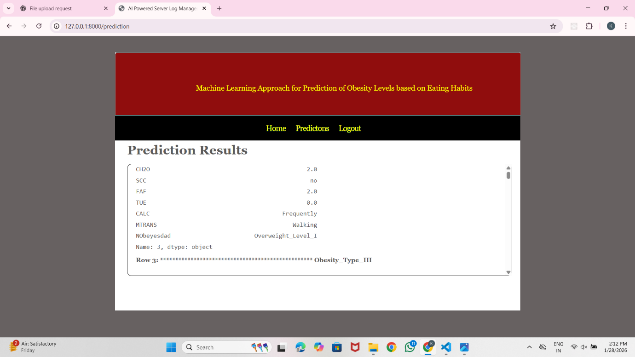 File upload request
AI Powered Server Log Manage
127.0.0.1:8000/prediction
Machine Learning Approach for Prediction of Obesity Levels based on Eating Habits
Home Predictons Logout
Prediction Results
CH2O 2.0
SCC no
FAF 2.0
TUE 0.0
CALC Frequently
MTRANS Walking
NObeyesdad Overweight_Level_I
Name: 3, dtype: object
Row 3: ************************************************** Obesity_Type_III
Air: Satisfactory
Friday
Search
ENG
IN
2:32 PM
1/23/2026